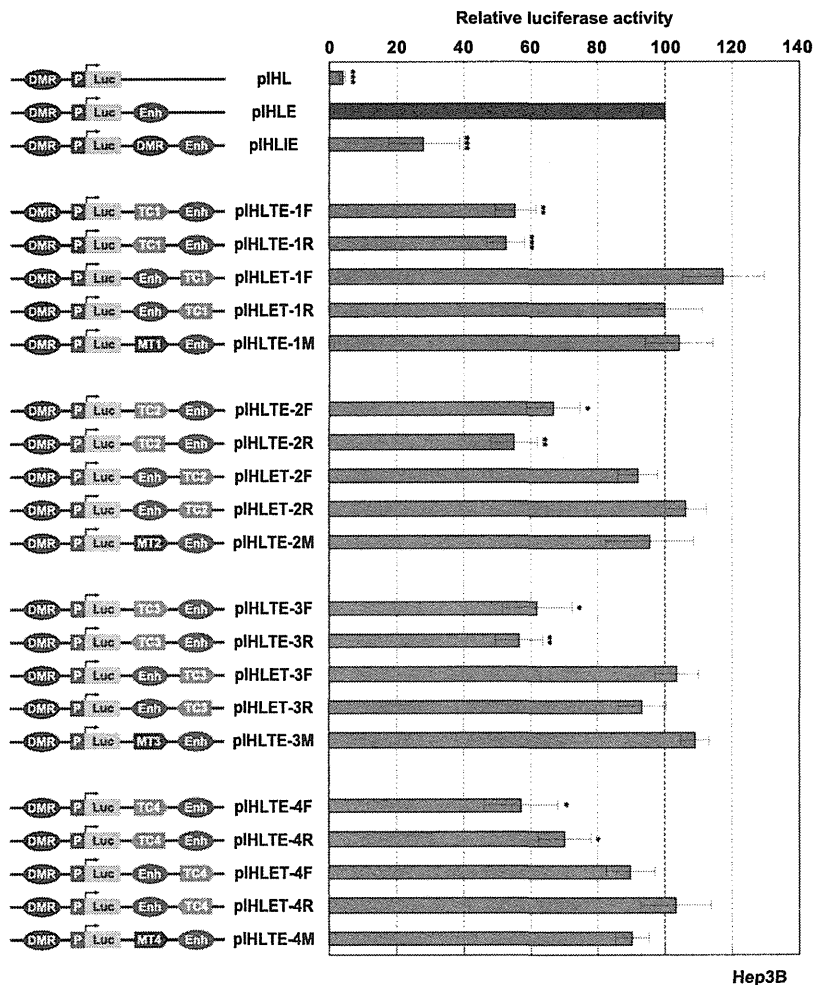 Relative luciferase activity
0 20 40 60 80 100 120 140
DMR P Luc pIHL ***
DMR P Luc Enh pIHLE
DMR P Luc DMR Enh pIHLIE ***
DMR P Luc TC1 Enh pIHLTE-1F **
DMR P Luc TC1 Enh pIHLTE-1R ***
DMR P Luc Enh TC1 pIHLET-1F
DMR P Luc Enh TC1 pIHLET-1R
DMR P Luc MT1 Enh pIHLTE-1M
DMR P Luc TC2 Enh pIHLTE-2F *
DMR P Luc TC2 Enh pIHLTE-2R **
DMR P Luc Enh TC2 pIHLET-2F
DMR P Luc Enh TC2 pIHLET-2R
DMR P Luc MT2 Enh pIHLTE-2M
DMR P Luc TC3 Enh pIHLTE-3F *
DMR P Luc TC3 Enh pIHLTE-3R **
DMR P Luc Enh TC3 pIHLET-3F
DMR P Luc Enh TC3 pIHLET-3R
DMR P Luc MT3 Enh pIHLTE-3M
DMR P Luc TC4 Enh pIHLTE-4F *
DMR P Luc TC4 Enh pIHLTE-4R *
DMR P Luc Enh TC4 pIHLET-4F
DMR P Luc Enh TC4 pIHLET-4R
DMR P Luc MT4 Enh pIHLTE-4M
Hep3B